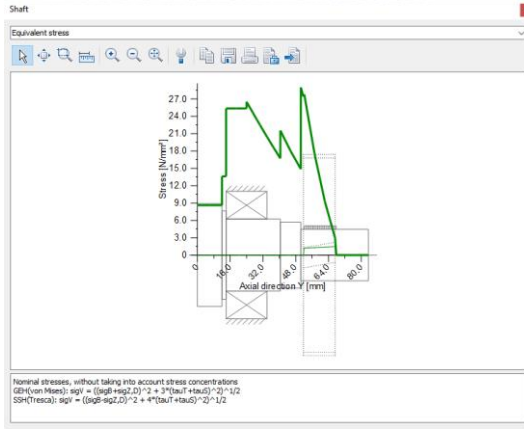 Shaft
Equivalent stress
27.0
24.0
21.0
18.0
15.0
12.0
9.0
6.0
3.0
0
Stress [N/mm²]
0 16.0 32.0 48.0 64.0 80.0
Axial direction Y [mm]
Nominal stresses, without taking into account stress concentrations
GEH(von Mises): sigV = ((sigB+sigZ,D)^2 + 3*(tauT+tauS)^2)^1/2
SSH(Tresca): sigV = ((sigB-sigZ,D)^2 + 4*(tauT+tauS)^2)^1/2